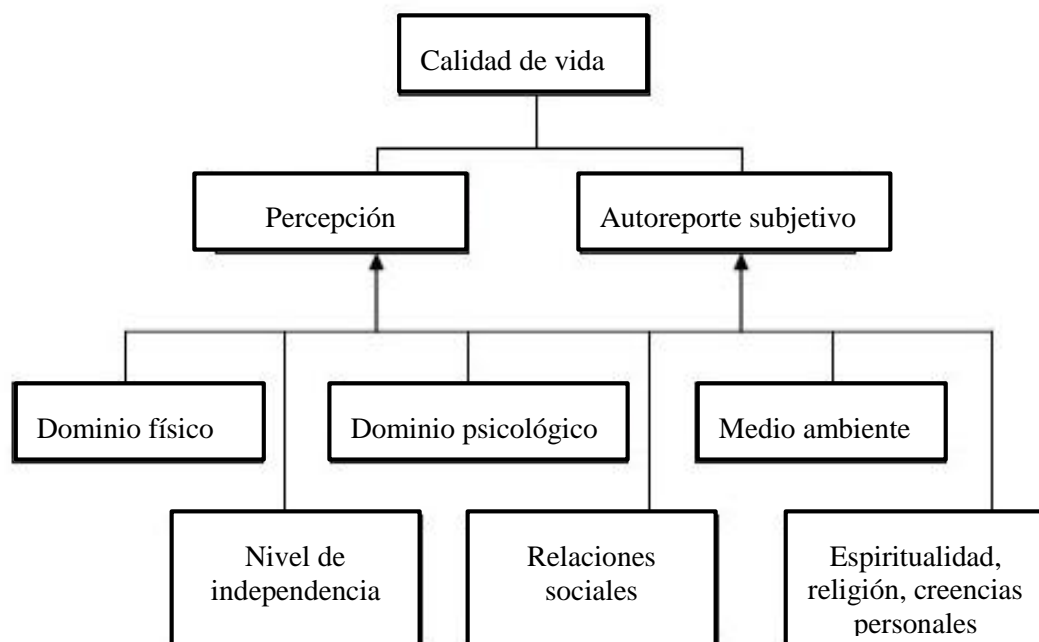 Calidad de vida
Percepción
Autoreporte subjetivo
Dominio físico
Dominio psicológico
Medio ambiente
Nivel de
independencia
Relaciones
sociales
Espiritualidad,
religión, creencias
personales